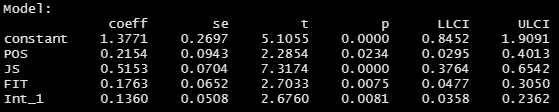 Model:
coeff se t p LLCI ULCI
constant 1.3771 0.2697 5.1055 0.0000 0.8452 1.9091
POS 0.2154 0.0943 2.2854 0.0234 0.0295 0.4013
JS 0.5153 0.0704 7.3174 0.0000 0.3764 0.6542
FIT 0.1763 0.0652 2.7033 0.0075 0.0477 0.3050
Int_1 0.1360 0.0508 2.6760 0.0081 0.0358 0.2362